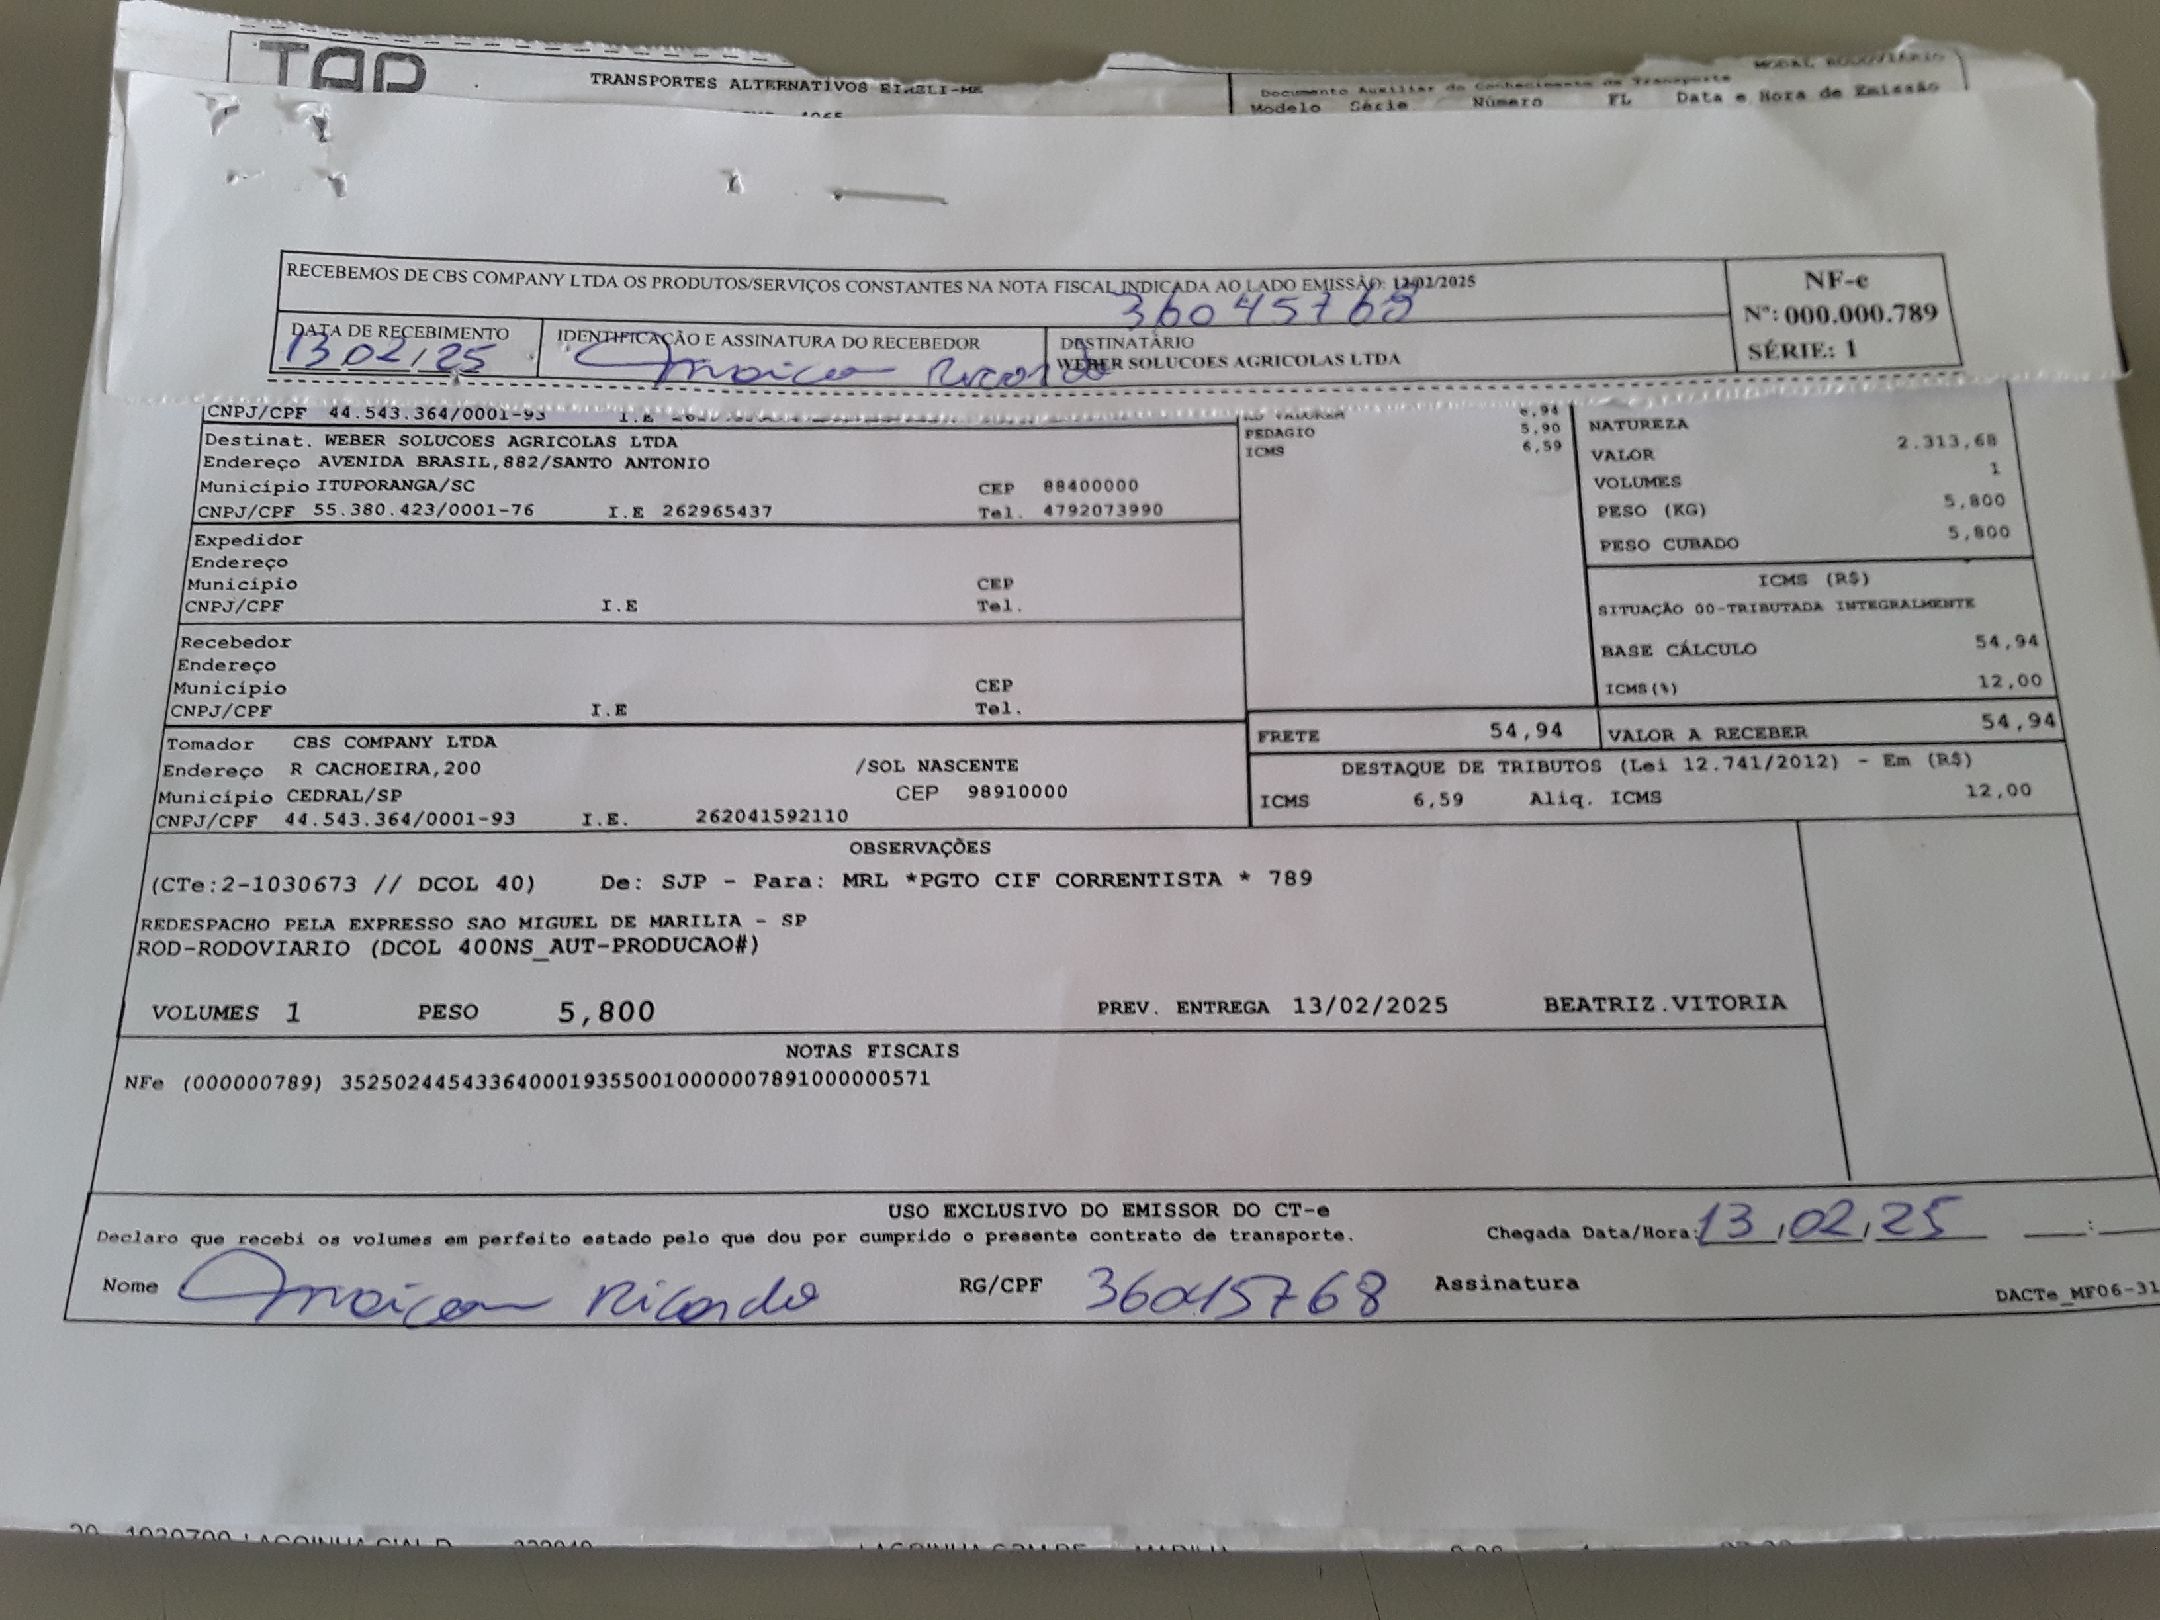 TAP
TRANSPORTES ALTERNATIVOS EIRELI-ME
MODAL RODOVIÁRIO
Documento Auxiliar do Conhecimento de Transporte
Modelo Série Número FL Data e Hora de Emissão
RECEBEMOS DE CBS COMPANY LTDA OS PRODUTOS/SERVIÇOS CONSTANTES NA NOTA FISCAL INDICADA AO LADO EMISSÃO: 12/02/2025
36045768
NF-e
Nº: 000.000.789
SÉRIE: 1
DATA DE RECEBIMENTO
13 02 25
IDENTIFICAÇÃO E ASSINATURA DO RECEBEDOR
Ricardo
DESTINATÁRIO
WEBER SOLUCOES AGRICOLAS LTDA
CNPJ/CPF 44.543.364/0001-93 I.E
Destinat. WEBER SOLUCOES AGRICOLAS LTDA
Endereço AVENIDA BRASIL,882/SANTO ANTONIO
Município ITUPORANGA/SC CEP 88400000
CNPJ/CPF 55.380.423/0001-76 I.E 262965437 Tel. 4792073990
Expedidor
Endereço
Município CEP
CNPJ/CPF I.E Tel.
Recebedor
Endereço
Município CEP
CNPJ/CPF I.E Tel.
Tomador CBS COMPANY LTDA
Endereço R CACHOEIRA,200 /SOL NASCENTE
Município CEDRAL/SP CEP 98910000
CNPJ/CPF 44.543.364/0001-93 I.E. 262041592110
PEDAGIO 5,90
ICMS 6,59
NATUREZA
VALOR 2.313,68
VOLUMES 1
PESO (KG) 5,800
PESO CUBADO 5,800
ICMS (R$)
SITUAÇÃO 00-TRIBUTADA INTEGRALMENTE
BASE CÁLCULO 54,94
ICMS(%) 12,00
FRETE 54,94 VALOR A RECEBER 54,94
DESTAQUE DE TRIBUTOS (Lei 12.741/2012) - Em (R$)
ICMS 6,59 Aliq. ICMS 12,00
OBSERVAÇÕES
(CTe:2-1030673 // DCOL 40) De: SJP - Para: MRL *PGTO CIF CORRENTISTA * 789
REDESPACHO PELA EXPRESSO SAO MIGUEL DE MARILIA - SP
ROD-RODOVIARIO (DCOL 400NS_AUT-PRODUCAO#)
VOLUMES 1 PESO 5,800 PREV. ENTREGA 13/02/2025 BEATRIZ.VITORIA
NOTAS FISCAIS
NFe (000000789) 35250244543364000193550010000007891000000571
USO EXCLUSIVO DO EMISSOR DO CT-e
Declaro que recebi os volumes em perfeito estado pelo que dou por cumprido o presente contrato de transporte. Chegada Data/Hora: 13,02,25 :
Nome Ricardo RG/CPF 36045768 Assinatura
DACTe_MF06-31